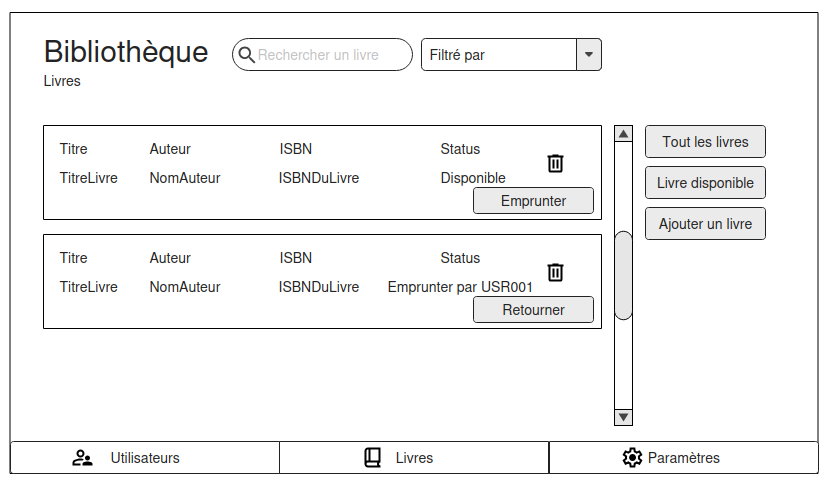 Bibliothèque
Livres
Rechercher un livre
Filtré par
Titre Auteur ISBN Status
TitreLivre NomAuteur ISBNDuLivre Disponible
Emprunter
Titre Auteur ISBN Status
TitreLivre NomAuteur ISBNDuLivre Emprunter par USR001
Retourner
Tout les livres
Livre disponible
Ajouter un livre
Utilisateurs
Livres
Paramètres